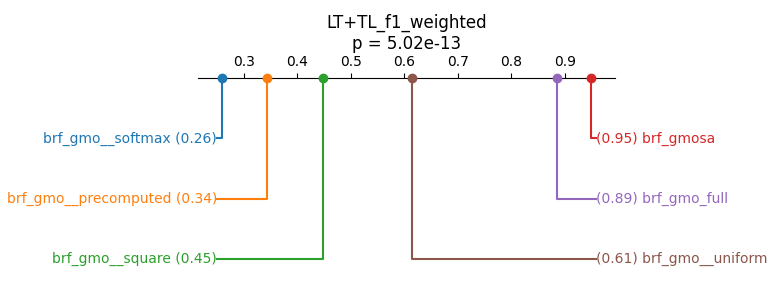 LT+TL_f1_weighted
p = 5.02e-13
0.3 0.4 0.5 0.6 0.7 0.8 0.9
brf_gmo__softmax (0.26)
(0.95) brf_gmosa
brf_gmo__precomputed (0.34)
(0.89) brf_gmo_full
brf_gmo__square (0.45)
(0.61) brf_gmo__uniform